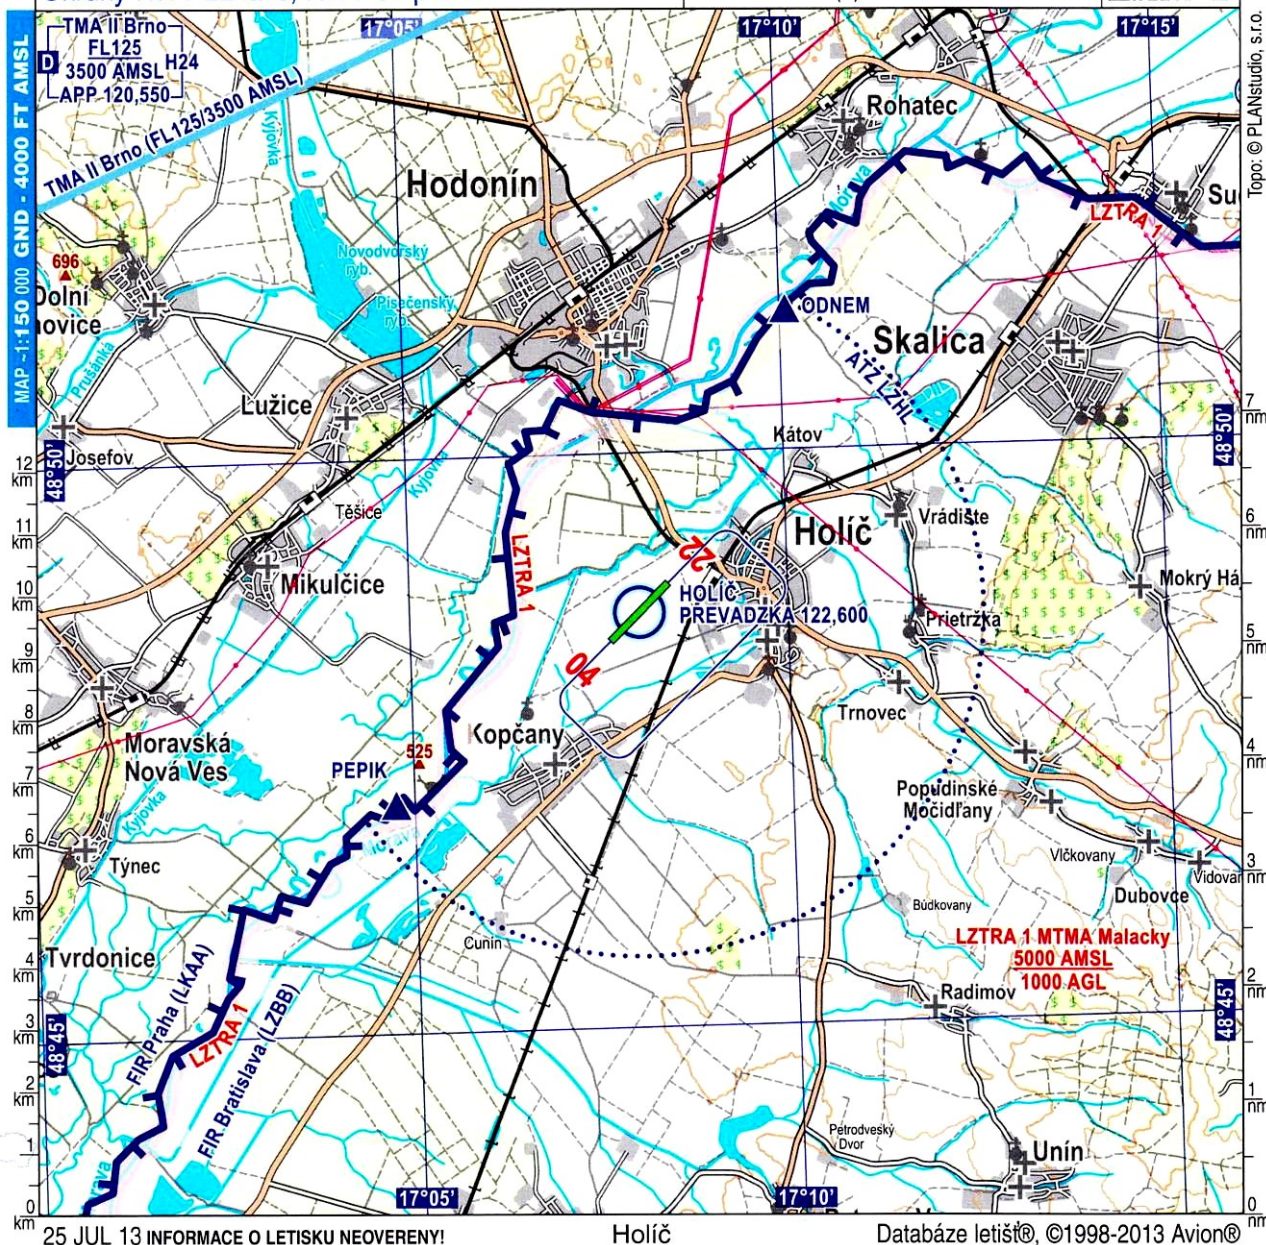 17°05'
17°10'
17°15'
TMA II Brno
FL125
D
3500 AMSL H24
APP 120,550
TMA II Brno (FL125/3500 AMSL)
MAP ~1:150 000 GND - 4000 FT AMSL
Topo: © PLANstudio, s.r.o.
Kyjovka
Rohatec
Hodonín
Morava
LZTRA 1
Novodvorský
ryb.
696
Dolní
Písečenský
ryb.
ODNEM
Skalica
Prušánka
ATZ LZHL
Lužice
Kátov
7
nm
48°50'
Josefov
12
km
48°50'
Kyjovka
Těšice
Vrádište
11
km
6
nm
Holíč
LZTRA 1
22
Mikulčice
Mokrý Há
10
km
HOLÍČ
PREVADZKA 122,600
Prietržka
5
nm
9
km
04
Trnovec
8
km
Kopčany
Moravská
Nová Ves
525
4
nm
7
km
PEPIK
Popudinské
Močidľany
Kyjovka
Morava
6
km
Týnec
Vlčkovany
3
nm
Vidovar
Dubovce
5
km
Búdkovany
Cunín
LZTRA 1 MTMA Malacky
5000 AMSL
1000 AGL
Tvrdonice
4
km
FIR Praha (LKAA)
2
nm
Radimov
3
km
48°45'
48°45'
LZTRA 1
FIR Bratislava (LZBB)
2
km
1
nm
Petrodveský
Dvor
1
km
Unín
17°05'
17°10'
0
km
0
nm
25 JUL 13 INFORMACE O LETISKU NEOVERENY!
Holíč
Databáze letišť®, ©1998-2013 Avion®